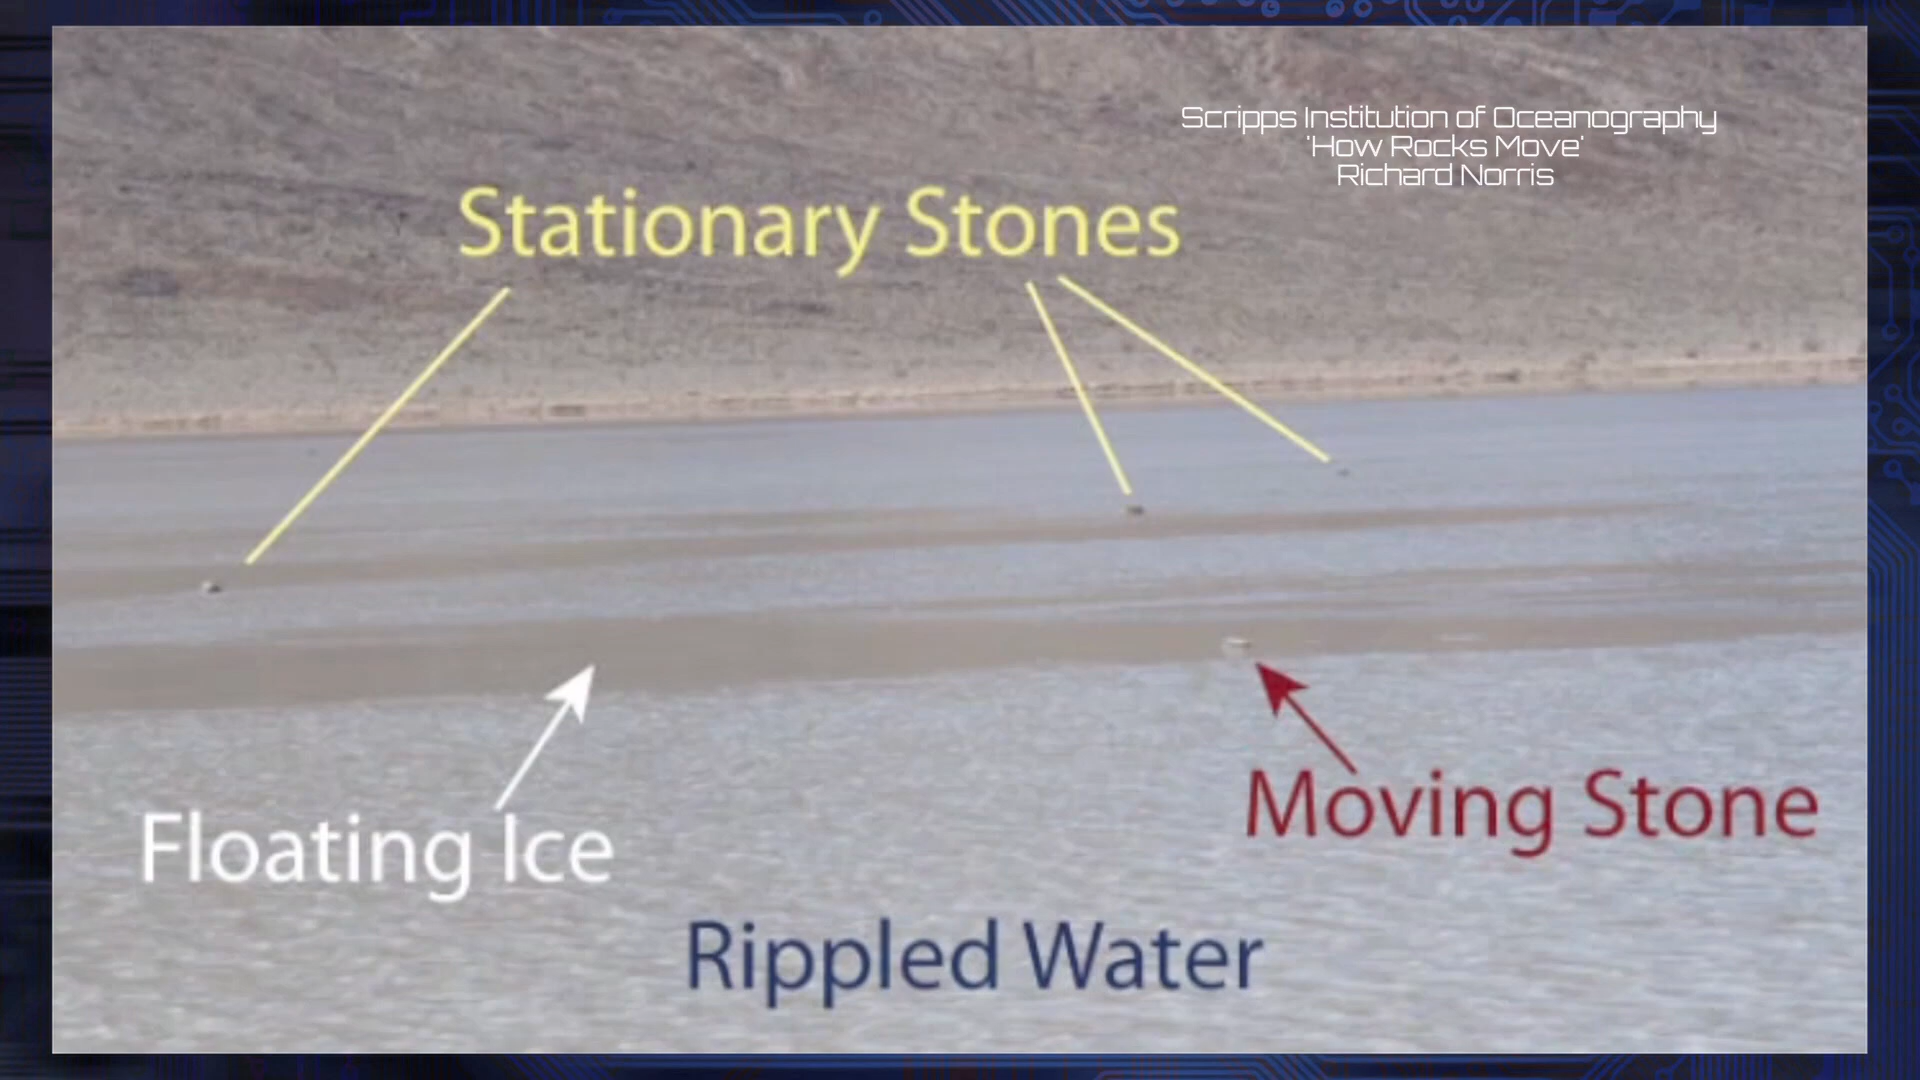 Scripps Institution of Oceanography
'How Rocks Move'
Richard Norris
Stationary Stones
Floating Ice
Moving Stone
Rippled Water